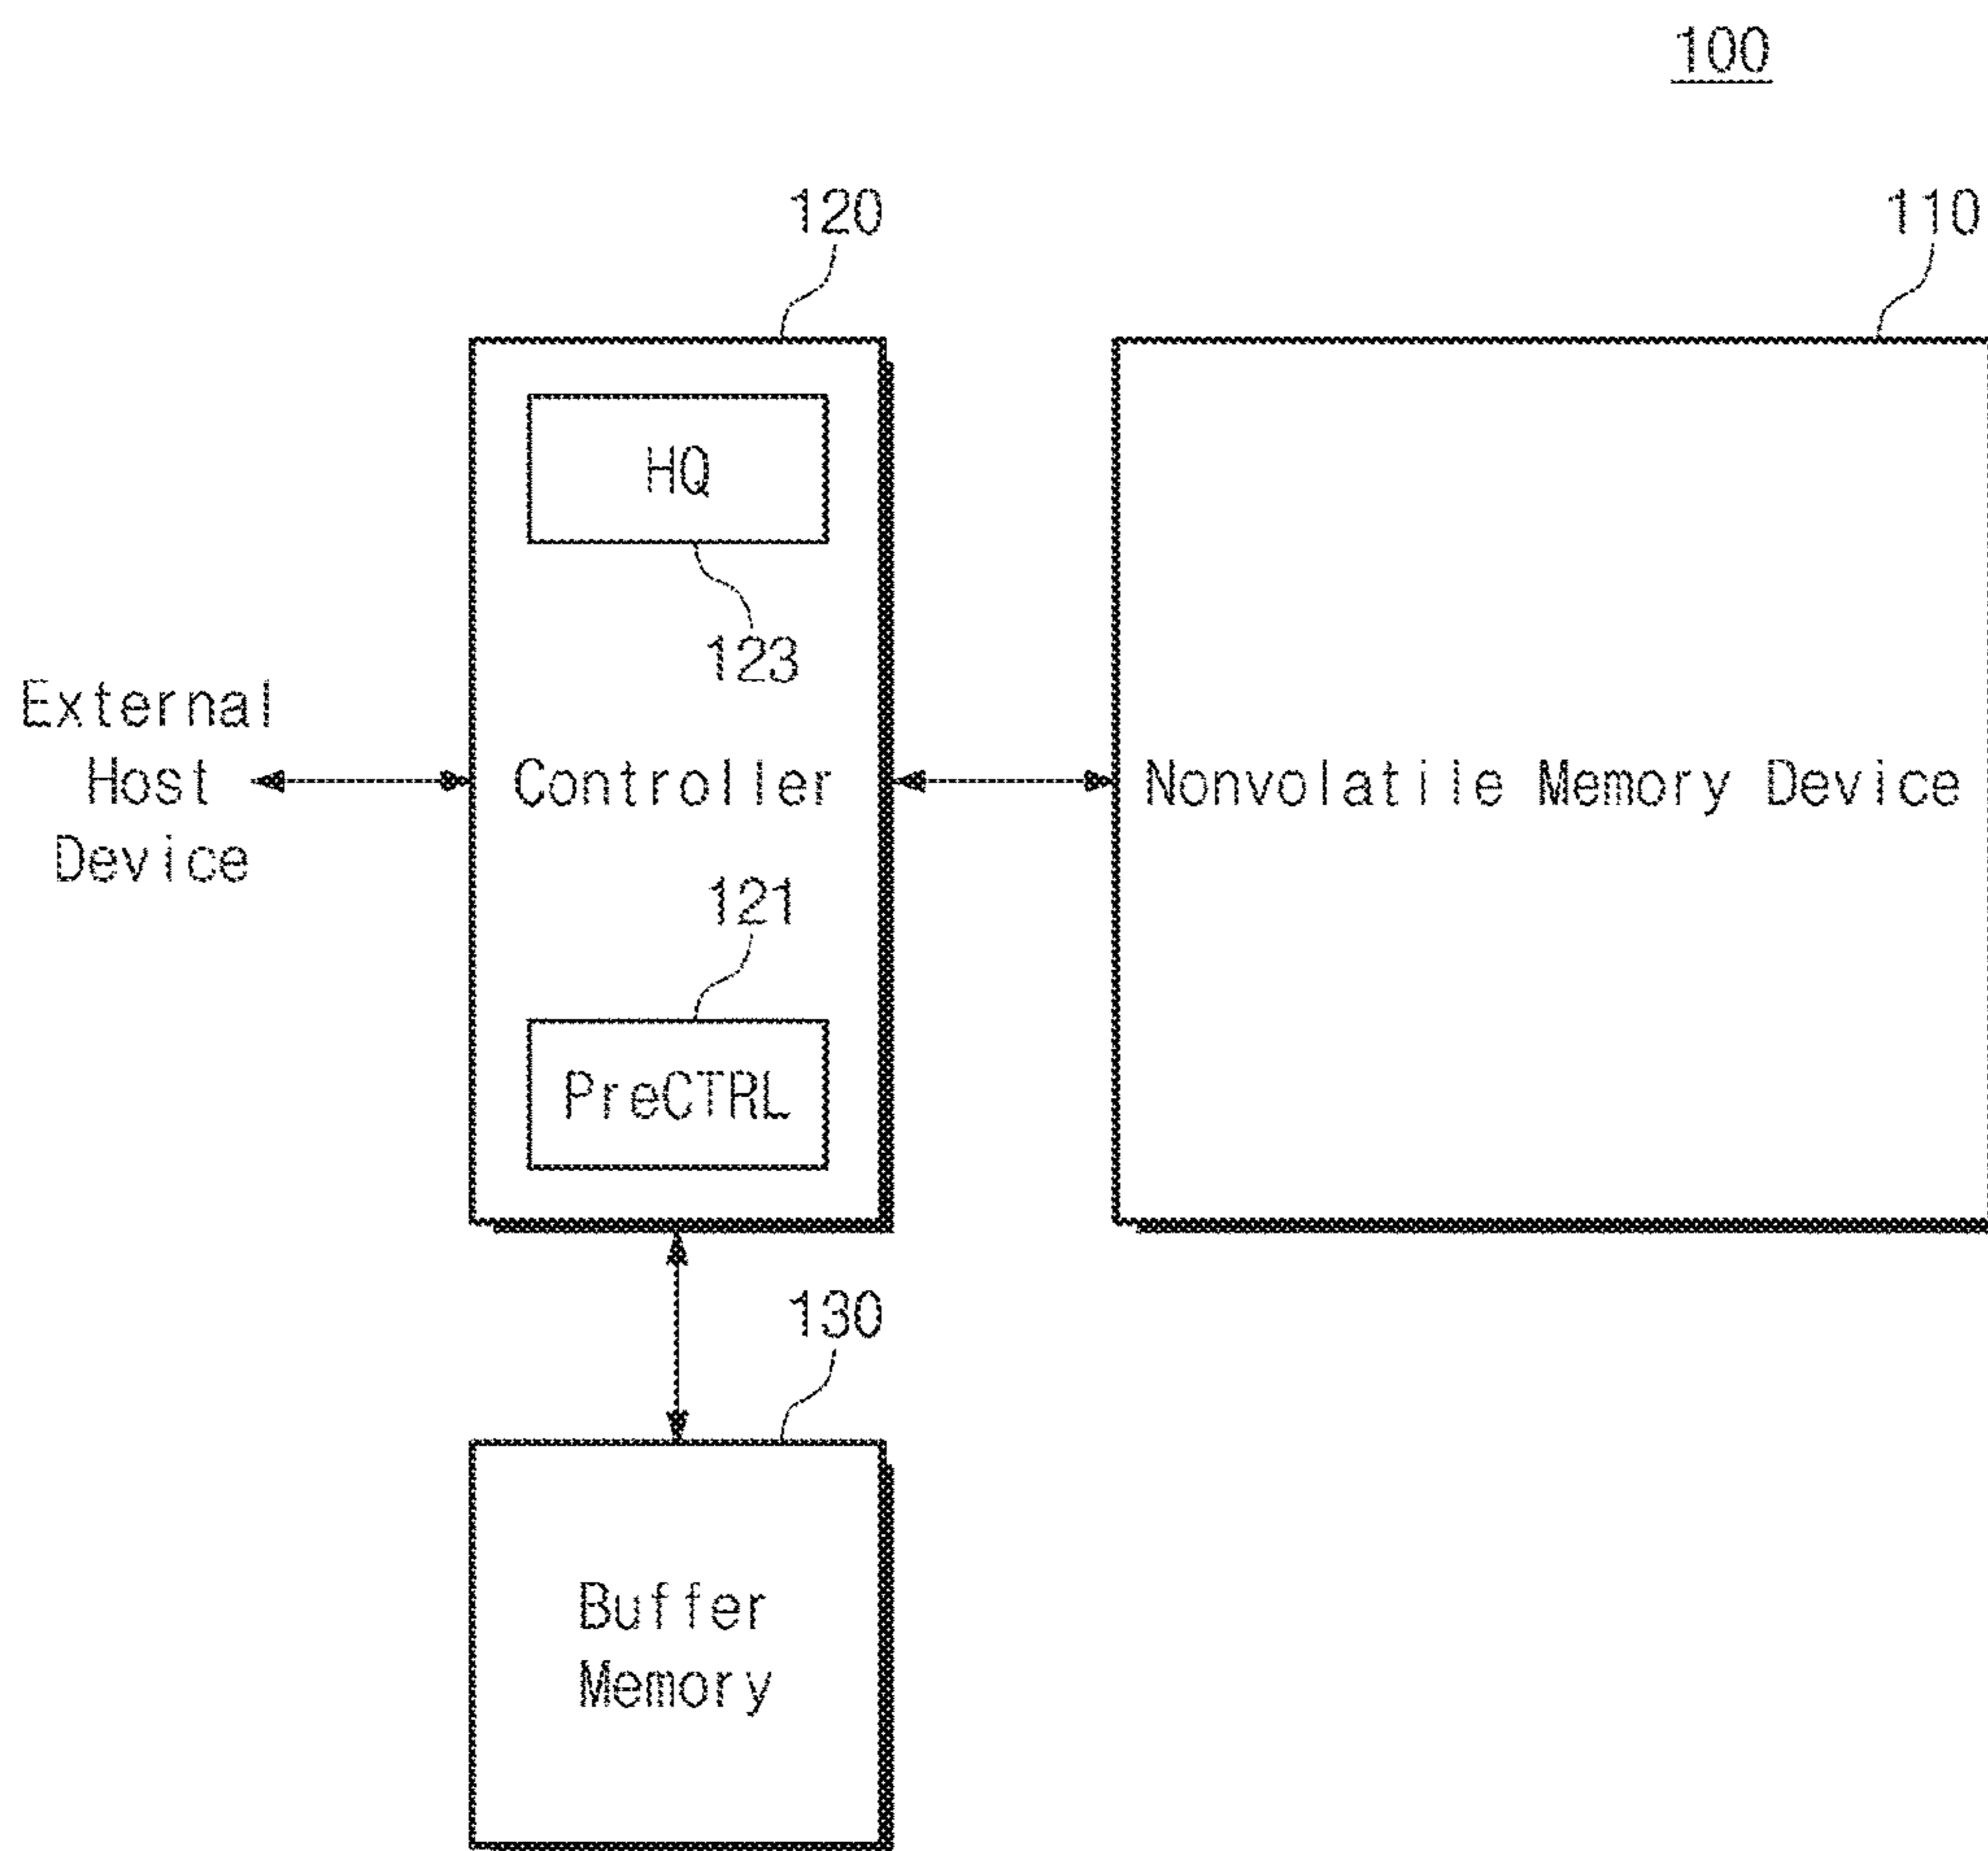 100
120
110
HQ
123
External
Host
Device
Controller
Nonvolatile Memory Device
121
PreCTRL
130
Buffer
Memory